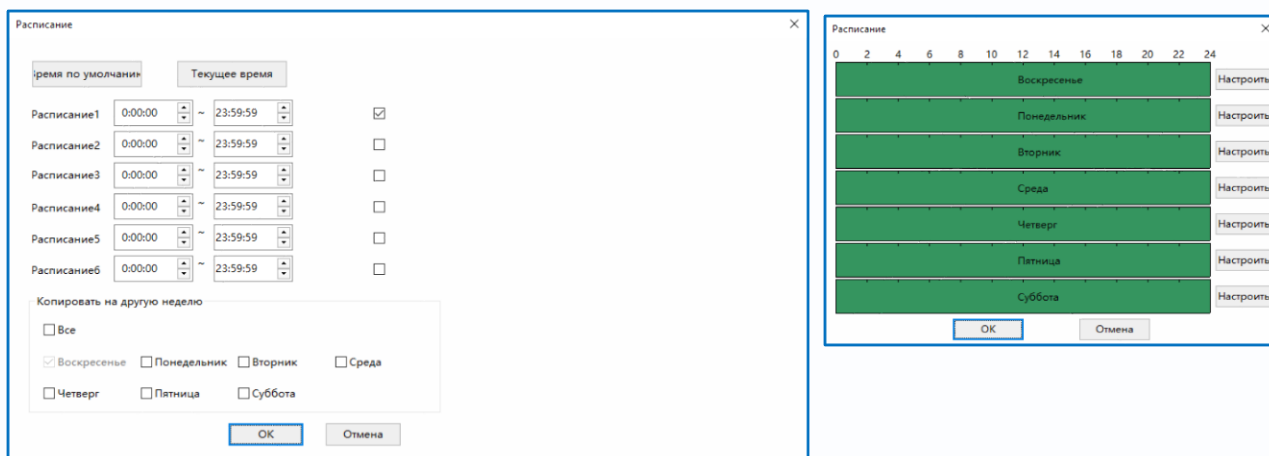 Расписание
ремя по умолчани Текущее время
Расписание1 0:00:00 ~ 23:59:59
Расписание2 0:00:00 ~ 23:59:59
Расписание3 0:00:00 ~ 23:59:59
Расписание4 0:00:00 ~ 23:59:59
Расписание5 0:00:00 ~ 23:59:59
Расписание6 0:00:00 ~ 23:59:59
Копировать на другую неделю
Все
Воскресенье Понедельник Вторник Среда
Четверг Пятница Суббота
OK Отмена
Расписание
0 2 4 6 8 10 12 14 16 18 20 22 24
Воскресенье Настроить
Понедельник Настроить
Вторник Настроить
Среда Настроить
Четверг Настроить
Пятница Настроить
Суббота Настроить
OK Отмена